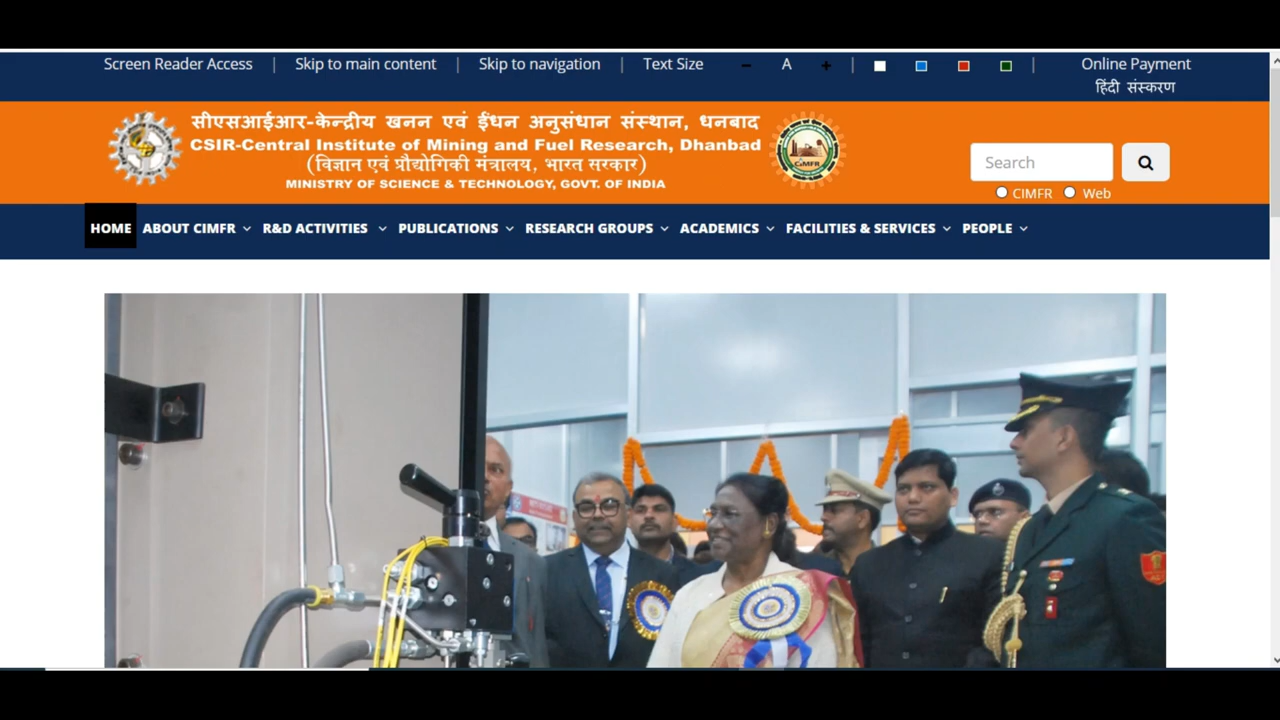 Screen Reader Access | Skip to main content | Skip to navigation | Text Size - A + | | Online Payment
हिंदी संस्करण
सीएसआईआर-केन्द्रीय खनन एवं ईंधन अनुसंधान संस्थान, धनबाद
CSIR-Central Institute of Mining and Fuel Research, Dhanbad
(विज्ञान एवं प्रौद्योगिकी मंत्रालय, भारत सरकार)
MINISTRY OF SCIENCE & TECHNOLOGY, GOVT. OF INDIA
CIMFR
Search
CIMFR Web
HOME ABOUT CIMFR R&D ACTIVITIES PUBLICATIONS RESEARCH GROUPS ACADEMICS FACILITIES & SERVICES PEOPLE